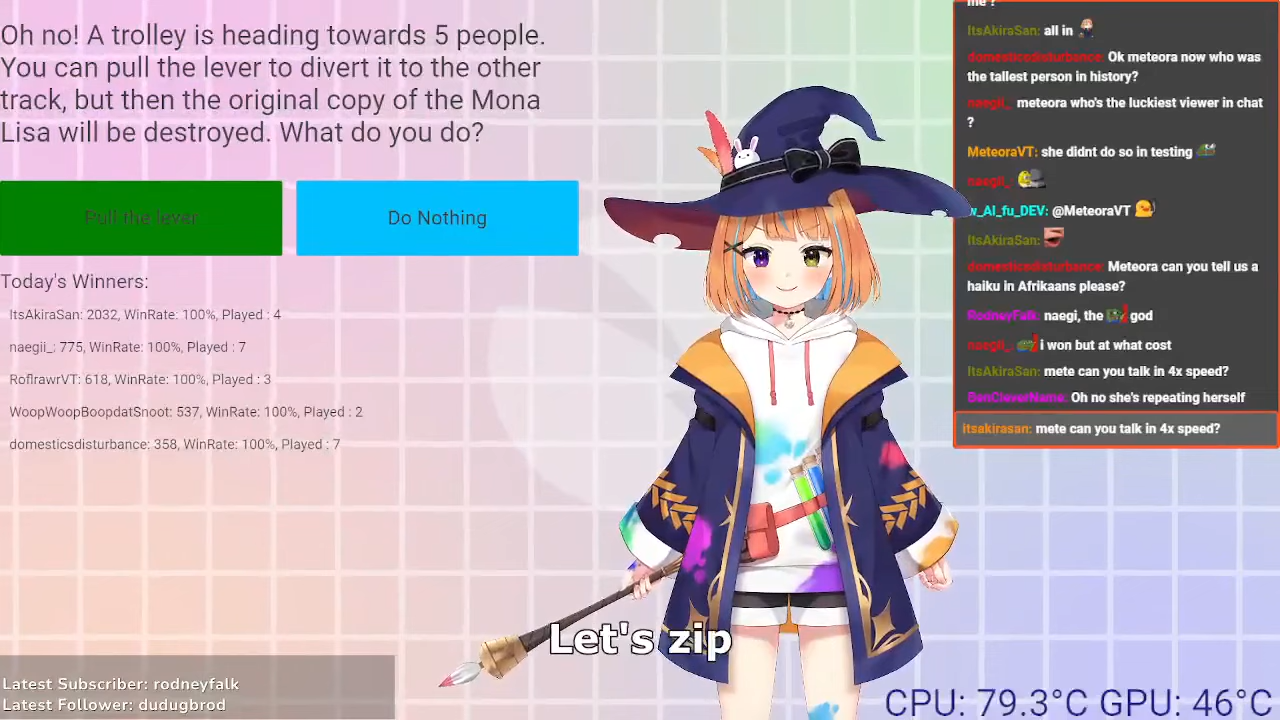 Oh no! A trolley is heading towards 5 people.
You can pull the lever to divert it to the other
track, but then the original copy of the Mona
Lisa will be destroyed. What do you do?
Pull the lever
Do Nothing
Today's Winners:
ItsAkiraSan: 2032, WinRate: 100%, Played : 4
naegii_: 775, WinRate: 100%, Played : 7
RoflrawrVT: 618, WinRate: 100%, Played : 3
WoopWoopBoopdatSnoot: 537, WinRate: 100%, Played : 2
domesticsdisturbance: 358, WinRate: 100%, Played : 7
Latest Subscriber: rodneyfalk
Latest Follower: dudugbrod
Let's zip
me ?
ItsAkiraSan: all in
domesticsdisturbance: Ok meteora now who was
the tallest person in history?
naegii_: meteora who's the luckiest viewer in chat
?
MeteoraVT: she didnt do so in testing
naegii_:
w_AI_fu_DEV: @MeteoraVT
ItsAkiraSan:
domesticsdisturbance: Meteora can you tell us a
haiku in Afrikaans please?
RodneyFalk: naegi, the god
naegii_: i won but at what cost
ItsAkiraSan: mete can you talk in 4x speed?
BenCleverName: Oh no she's repeating herself
itsakirasan: mete can you talk in 4x speed?
CPU: 79.3°C GPU: 46°C